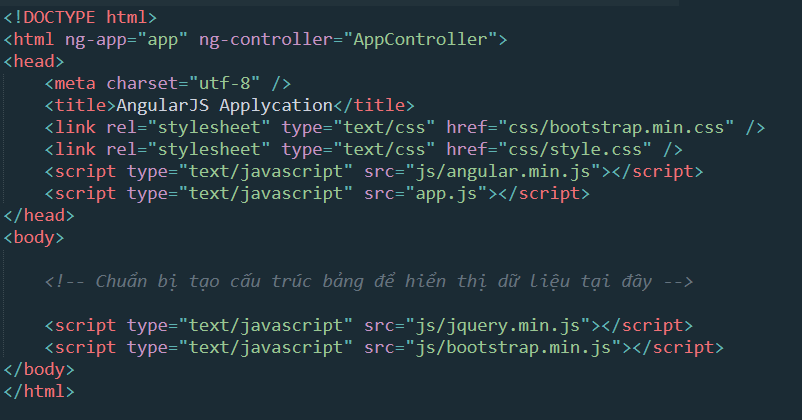 <!DOCTYPE html>
<html ng-app="app" ng-controller="AppController">
<head>
    <meta charset="utf-8" />
    <title>AngularJS Applycation</title>
    <link rel="stylesheet" type="text/css" href="css/bootstrap.min.css" />
    <link rel="stylesheet" type="text/css" href="css/style.css" />
    <script type="text/javascript" src="js/angular.min.js"></script>
    <script type="text/javascript" src="app.js"></script>
</head>
<body>
    <!-- Chuẩn bị tạo cấu trúc bảng để hiển thị dữ liệu tại đây -->
    <script type="text/javascript" src="js/jquery.min.js"></script>
    <script type="text/javascript" src="js/bootstrap.min.js"></script>
</body>
</html>